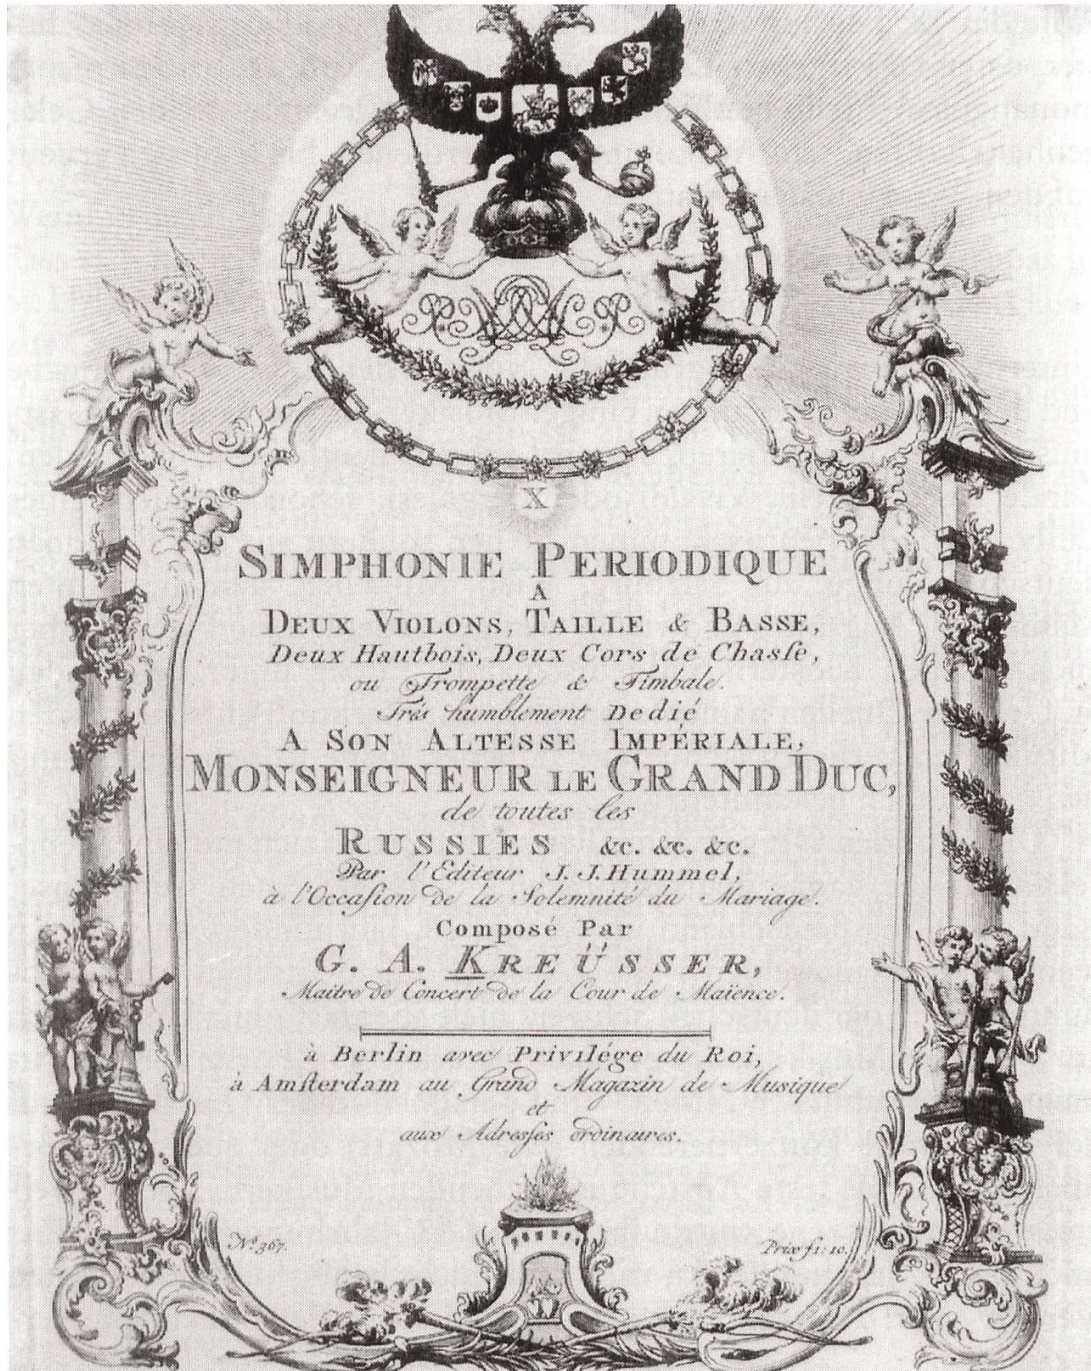 X
SIMPHONIE PERIODIQUE
A
DEUX VIOLONS, TAILLE & BASSE,
Deux Hautbois, Deux Cors de Chasſe,
ou Trompette & Timbale.
Trés humblement Dedié
A SON ALTESSE IMPÉRIALE,
MONSEIGNEUR LE GRAND DUC,
de toutes les
RUSSIES &c. &c. &c.
Par l'Editeur J. J. Hummel,
à l'Occaſion de la Solemnité du Mariage.
Composé Par
G. A. KREÜSSER,
Maitre de Concert de la Cour de Maïence.
à Berlin avec Privilége du Roi,
à Amſterdam au Grand Magazin de Musique
et
aux Adreſses ordinaires.
Nº 367.
Prix f1: 10.